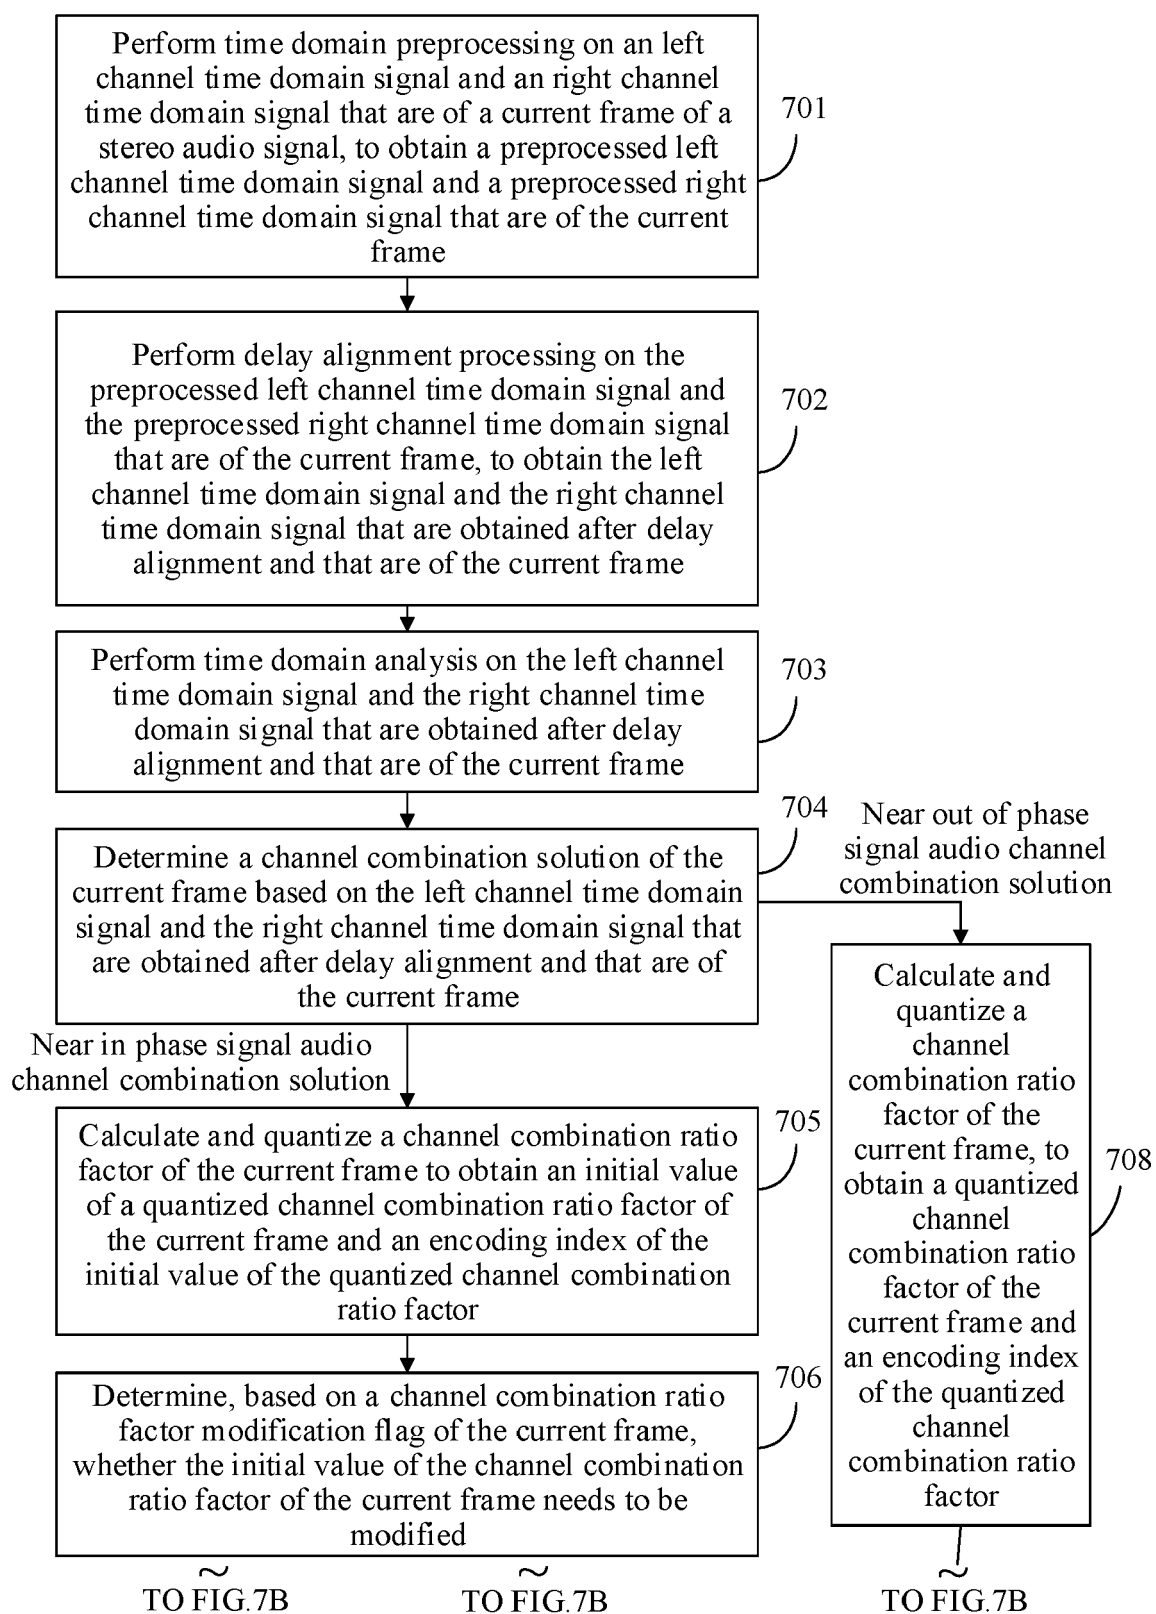 Perform time domain preprocessing on an left
channel time domain signal and an right channel
time domain signal that are of a current frame of a
stereo audio signal, to obtain a preprocessed left
channel time domain signal and a preprocessed right
channel time domain signal that are of the current
frame
701
Perform delay alignment processing on the
preprocessed left channel time domain signal and
the preprocessed right channel time domain signal
that are of the current frame, to obtain the left
channel time domain signal and the right channel
time domain signal that are obtained after delay
alignment and that are of the current frame
702
Perform time domain analysis on the left channel
time domain signal and the right channel time
domain signal that are obtained after delay
alignment and that are of the current frame
703
Determine a channel combination solution of the
current frame based on the left channel time domain
signal and the right channel time domain signal that
are obtained after delay alignment and that are of
the current frame
704
Near out of phase
signal audio channel
combination solution
Near in phase signal audio
channel combination solution
Calculate and quantize a channel combination ratio
factor of the current frame to obtain an initial value
of a quantized channel combination ratio factor of
the current frame and an encoding index of the
initial value of the quantized channel combination
ratio factor
705
Determine, based on a channel combination ratio
factor modification flag of the current frame,
whether the initial value of the channel combination
ratio factor of the current frame needs to be
modified
706
Calculate and
quantize a
channel
combination ratio
factor of the
current frame, to
obtain a quantized
channel
combination ratio
factor of the
current frame and
an encoding index
of the quantized
channel
combination ratio
factor
708
TO FIG.7B
TO FIG.7B
TO FIG.7B